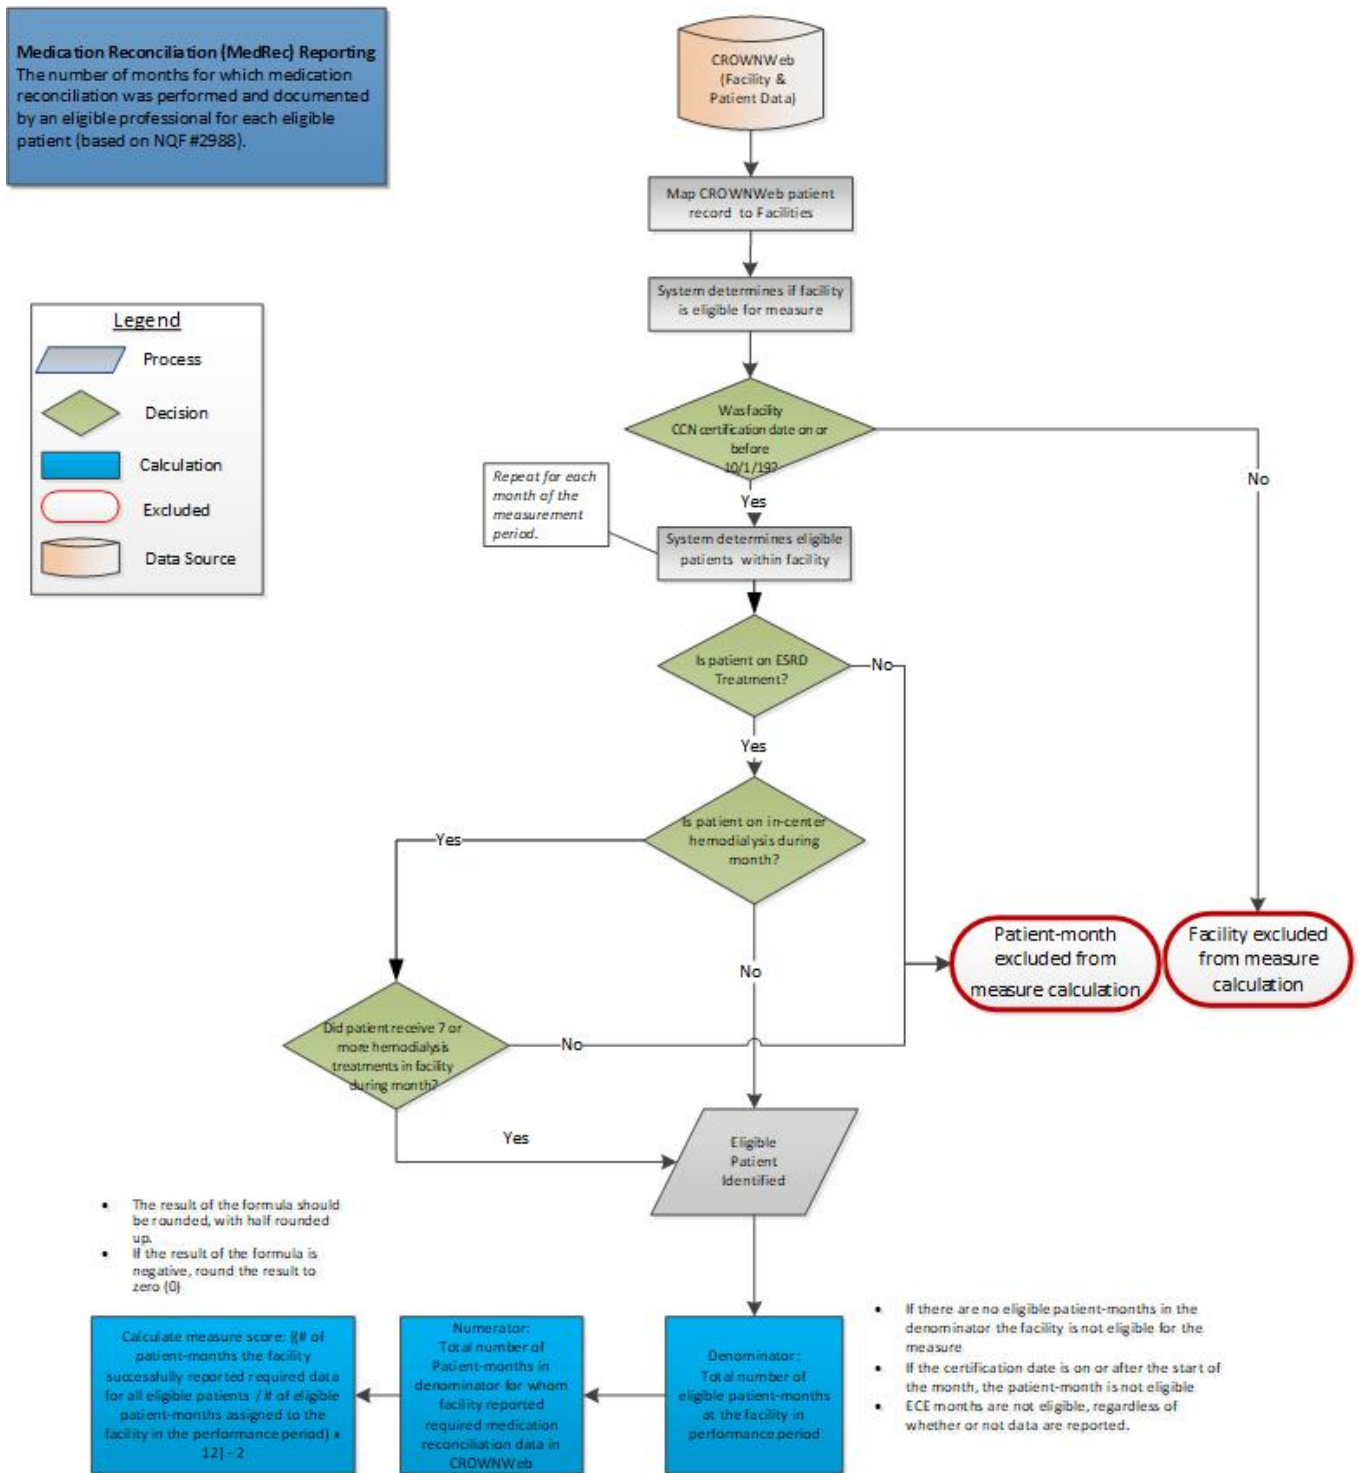 Medication Reconciliation (MedRec) Reporting
The number of months for which medication
reconciliation was performed and documented
by an eligible professional for each eligible
patient (based on NQF #2988).
CROWNWeb
(Facility &
Patient Data)
Map CROWNWeb patient
record to Facilities
System determines if facility
is eligible for measure
Legend
Process
Decision
Calculation
Excluded
Data Source
Was facility
CCN certification date on or
before
10/1/19?
No
Yes
Repeat for each
month of the
measurement
period.
System determines eligible
patients within facility
Is patient on ESRD
Treatment?
No
Yes
Is patient on in-center
hemodialysis during
month?
Yes
No
Patient-month
excluded from
measure calculation
Facility excluded
from measure
calculation
Did patient receive 7 or
more hemodialysis
treatments in facility
during month?
No
Yes
Eligible
Patient
Identified
• The result of the formula should
be rounded, with half rounded
up.
• If the result of the formula is
negative, round the result to
zero (0)
Calculate measure score: [(# of
patient-months the facility
successfully reported required data
for all eligible patients / # of eligible
patient-months assigned to the
facility in the performance period) x
12] - 2
Numerator:
Total number of
Patient-months in
denominator for whom
facility reported
required medication
reconciliation data in
CROWNWeb
Denominator:
Total number of
eligible patient-months
at the facility in
performance period
• If there are no eligible patient-months in the
denominator the facility is not eligible for the
measure
• If the certification date is on or after the start of
the month, the patient-month is not eligible
• ECE months are not eligible, regardless of
whether or not data are reported.